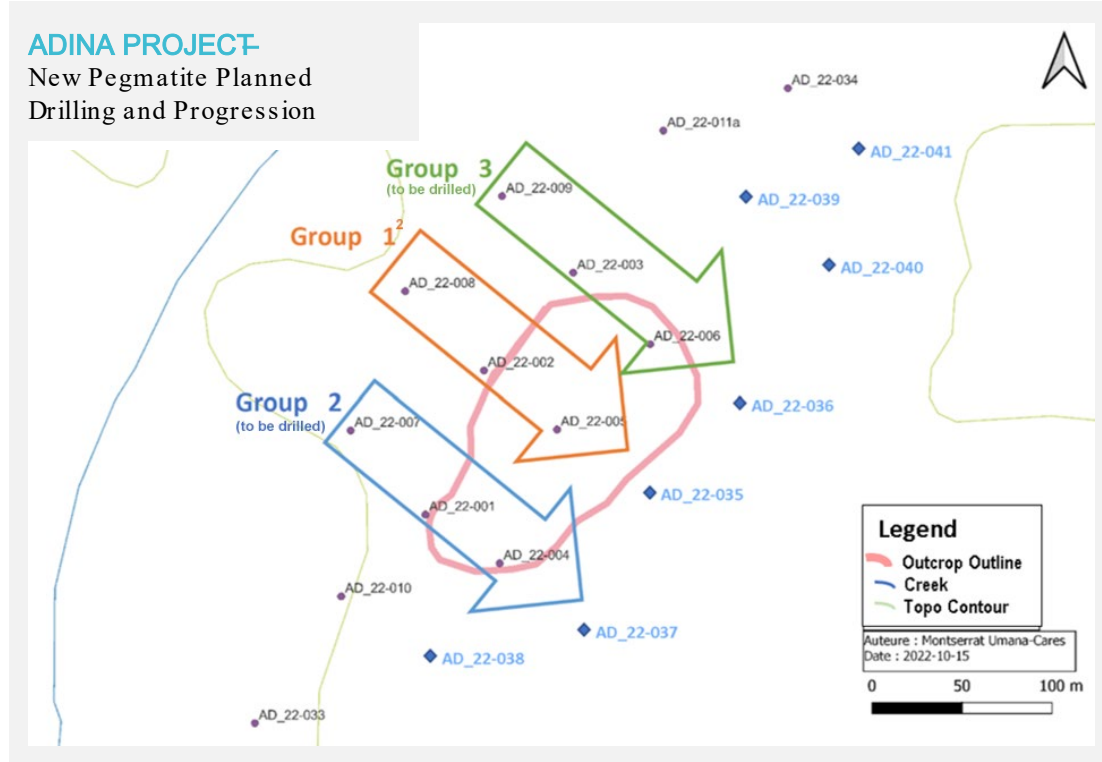 ADINA PROJECT–
New Pegmatite Planned
Drilling and Progression
AD_22-034
AD_22-011a
AD_22-041
Group 3
(to be drilled)
AD_22-009
AD_22-039
Group 1²
AD_22-003
AD_22-040
AD_22-008
AD_22-006
AD_22-002
Group 2
(to be drilled)
AD_22-036
AD_22-007
AD_22-005
AD_22-035
AD_22-001
AD_22-004
AD_22-010
AD_22-037
AD_22-038
AD_22-033
Legend
Outcrop Outline
Creek
Topo Contour
Auteure : Montserrat Umana-Cares
Date : 2022-10-15
0 50 100 m